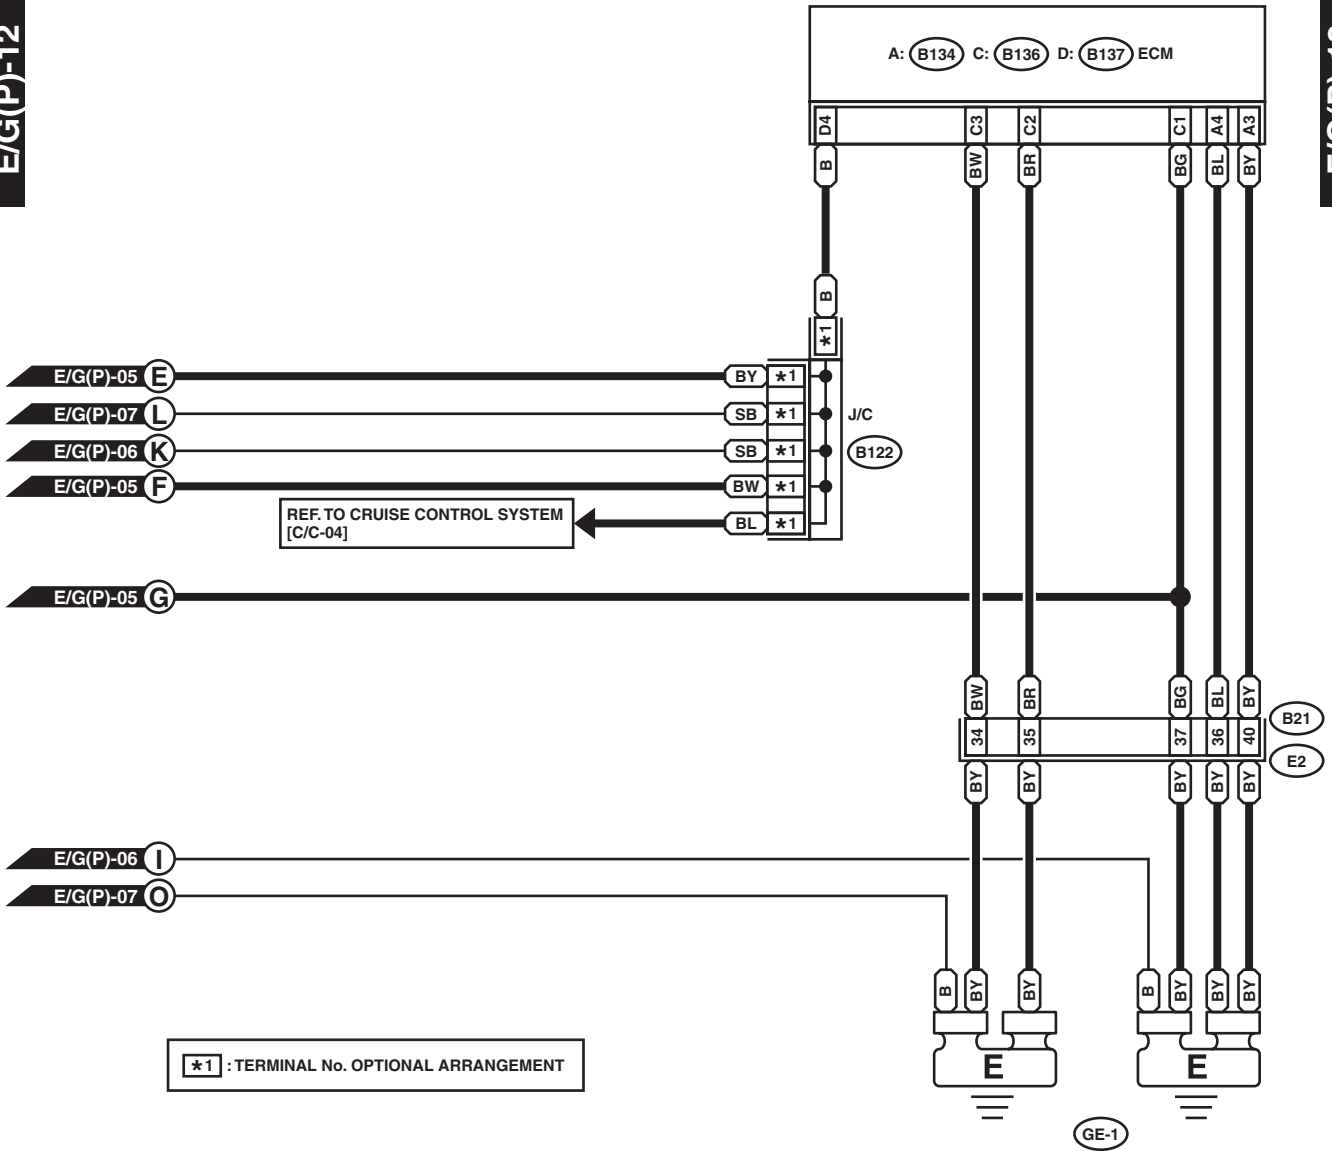 E/G(P)-12
A: B134 C: B136 D: B137 ECM
D4 C3 C2 C1 A4 A3
B BW BR BG BL BY
B
*1
E/G(P)-05 E BY *1
E/G(P)-07 L SB *1 J/C
E/G(P)-06 K SB *1 B122
E/G(P)-05 F BW *1
REF. TO CRUISE CONTROL SYSTEM
[C/C-04]
BL *1
E/G(P)-05 G
BW BR BG BL BY B21
34 35 37 36 40
E2
BY BY BY BY BY
E/G(P)-06 I
E/G(P)-07 O
B BY BY B BY BY BY
E E
*1 : TERMINAL No. OPTIONAL ARRANGEMENT
GE-1